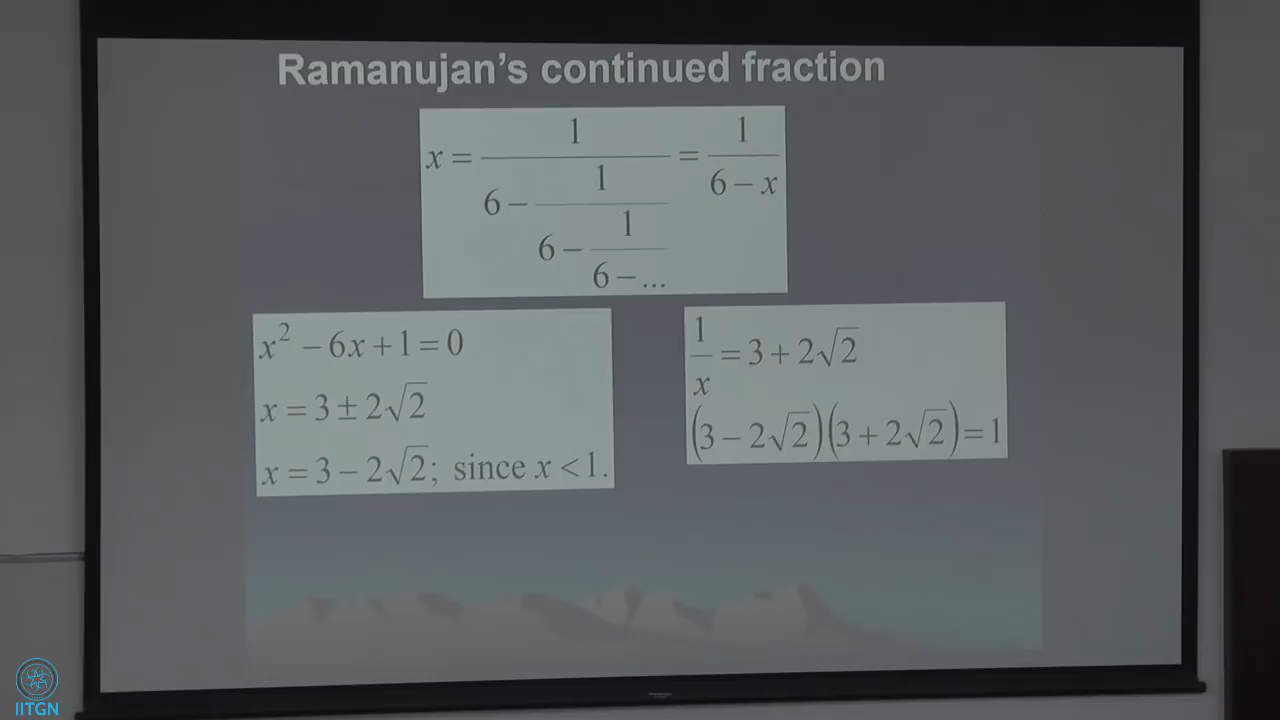 Ramanujan's continued fraction
x = 1/(6 − 1/(6 − 1/(6 − ...))) = 1/(6 − x)
x² − 6x + 1 = 0
x = 3 ± 2√2
x = 3 − 2√2; since x < 1.
1/x = 3 + 2√2
(3 − 2√2)(3 + 2√2) = 1
IITGN